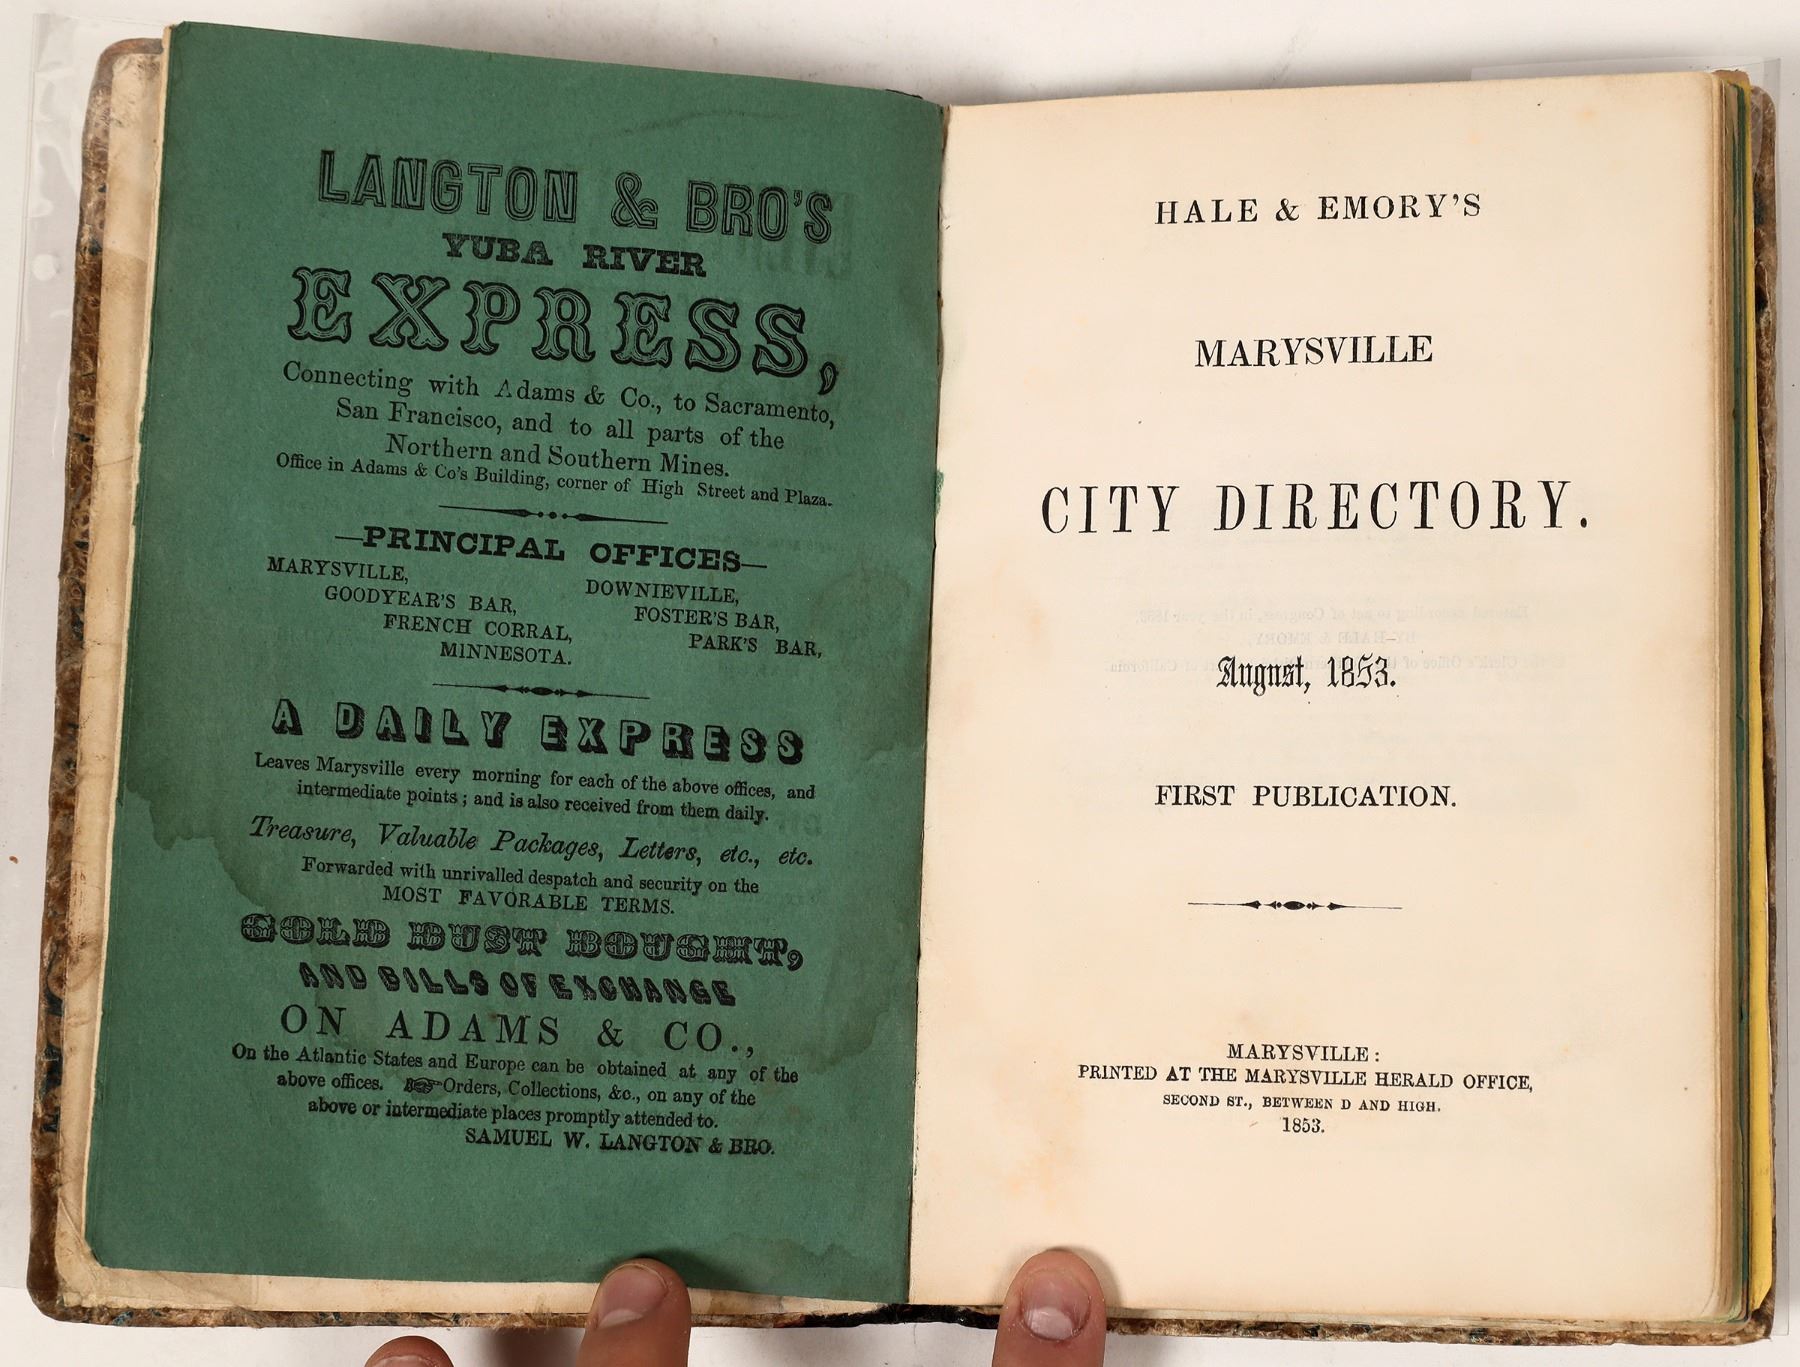 LANGTON & BRO'S
YUBA RIVER
EXPRESS,
Connecting with Adams & Co., to Sacramento,
San Francisco, and to all parts of the
Northern and Southern Mines.
Office in Adams & Co's Building, corner of High Street and Plaza.
—PRINCIPAL OFFICES—
MARYSVILLE,
GOODYEAR'S BAR,
FRENCH CORRAL,
MINNESOTA.
DOWNIEVILLE,
FOSTER'S BAR,
PARK'S BAR,
A DAILY EXPRESS
Leaves Marysville every morning for each of the above offices, and
intermediate points; and is also received from them daily.
Treasure, Valuable Packages, Letters, etc., etc.
Forwarded with unrivalled despatch and security on the
MOST FAVORABLE TERMS.
GOLD DUST BOUGHT,
AND BILLS OF EXCHANGE
ON ADAMS & CO.,
On the Atlantic States and Europe can be obtained at any of the
above offices. ☞Orders, Collections, &c., on any of the
above or intermediate places promptly attended to.
SAMUEL W. LANGTON & BRO.
HALE & EMORY'S
MARYSVILLE
CITY DIRECTORY.
August, 1853.
FIRST PUBLICATION.
MARYSVILLE:
PRINTED AT THE MARYSVILLE HERALD OFFICE,
SECOND ST., BETWEEN D AND HIGH.
1853.